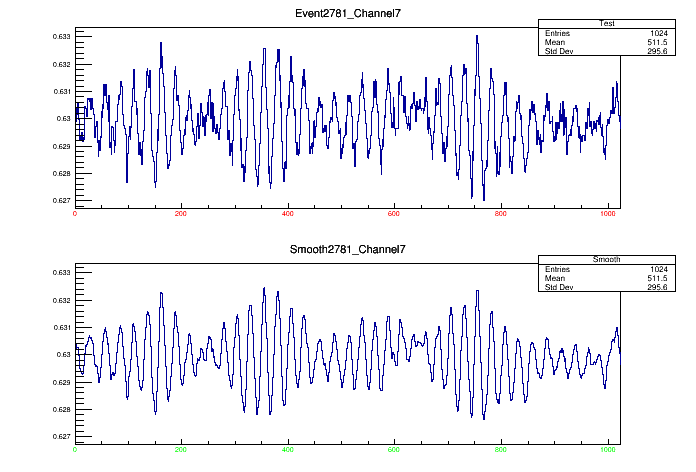 Event2781_Channel7
Test
Entries 1024
Mean 511.5
Std Dev 295.6
0.633
0.632
0.631
0.63
0.629
0.628
0.627
0 200 400 600 800 1000
Smooth2781_Channel7
Smooth
Entries 1024
Mean 511.5
Std Dev 295.6
0.633
0.632
0.631
0.63
0.629
0.628
0.627
0 200 400 600 800 1000